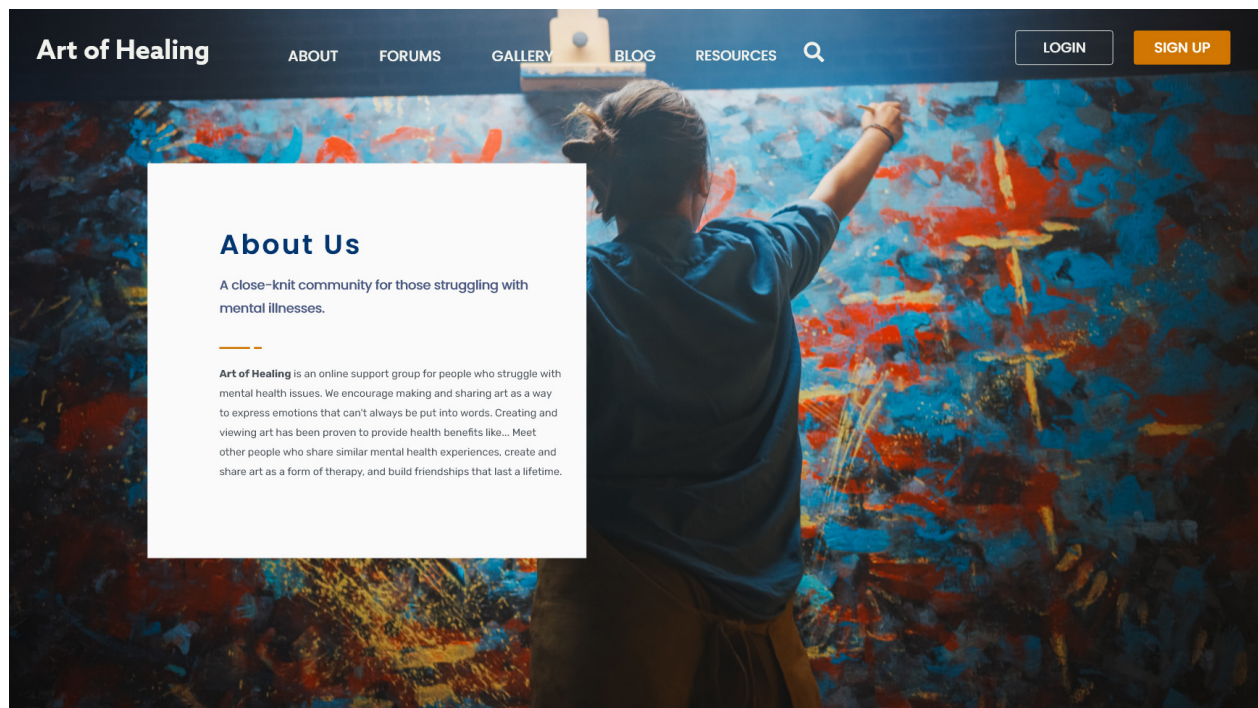 Art of Healing
ABOUT FORUMS GALLERY BLOG RESOURCES
LOGIN SIGN UP
About Us
A close-knit community for those struggling with
mental illnesses.
Art of Healing is an online support group for people who struggle with
mental health issues. We encourage making and sharing art as a way
to express emotions that can't always be put into words. Creating and
viewing art has been proven to provide health benefits like... Meet
other people who share similar mental health experiences, create and
share art as a form of therapy, and build friendships that last a lifetime.